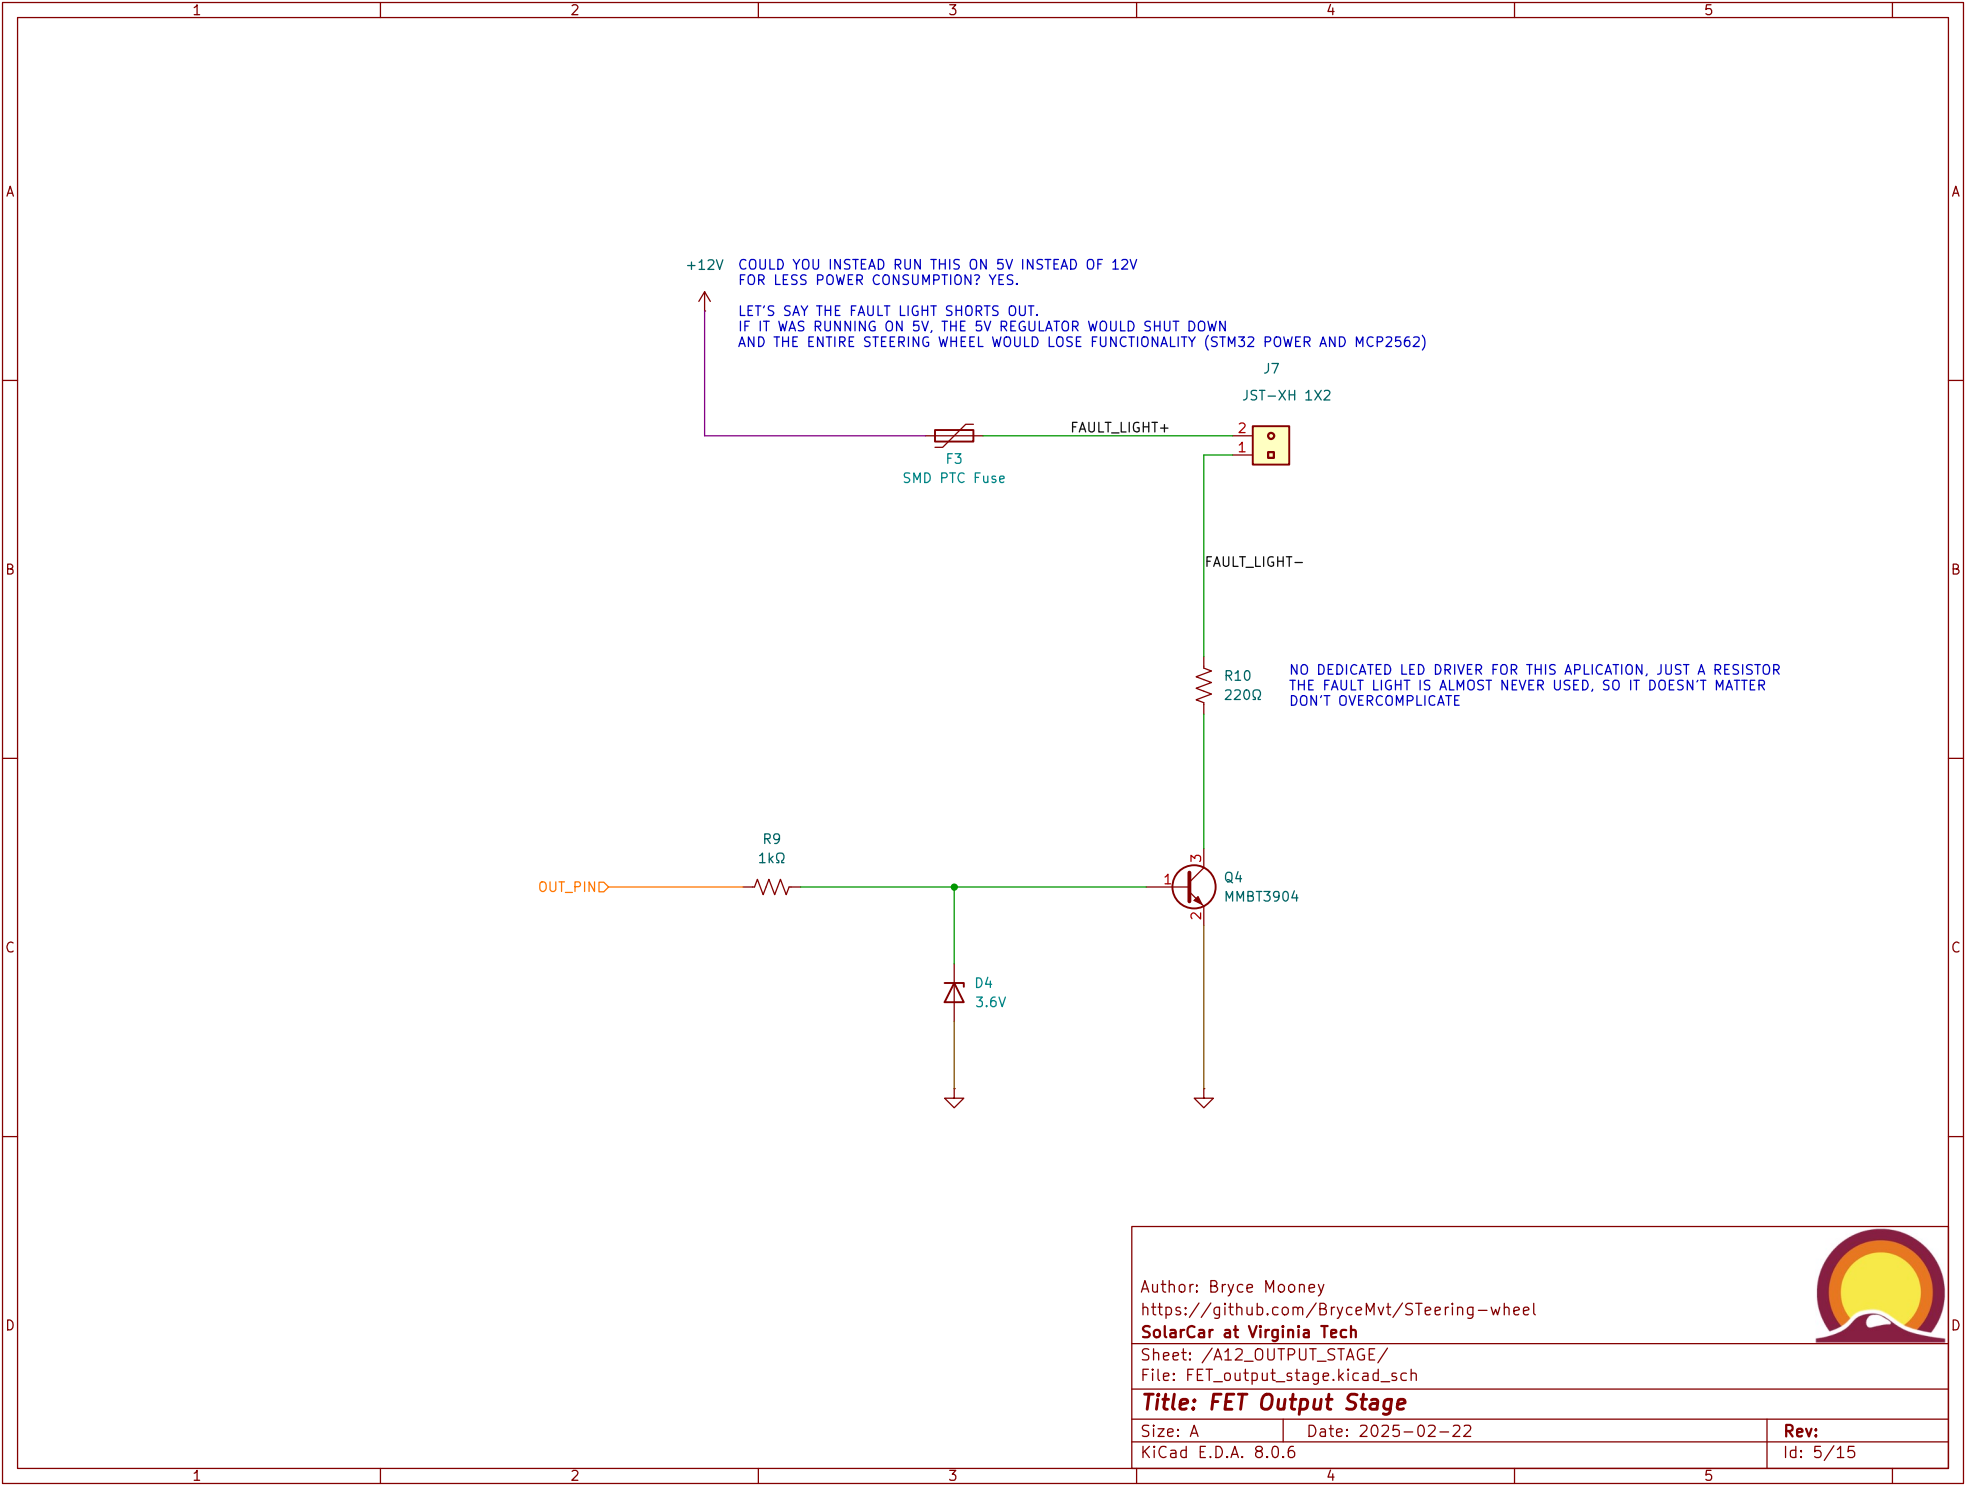 1 2 3 4 5
A A
+12V
COULD YOU INSTEAD RUN THIS ON 5V INSTEAD OF 12V
FOR LESS POWER CONSUMPTION? YES.
LET'S SAY THE FAULT LIGHT SHORTS OUT.
IF IT WAS RUNNING ON 5V, THE 5V REGULATOR WOULD SHUT DOWN
AND THE ENTIRE STEERING WHEEL WOULD LOSE FUNCTIONALITY (STM32 POWER AND MCP2562)
J7
JST-XH 1X2
FAULT_LIGHT+
2
1
F3
SMD PTC Fuse
FAULT_LIGHT-
B B
R10
220Ω
NO DEDICATED LED DRIVER FOR THIS APLICATION, JUST A RESISTOR
THE FAULT LIGHT IS ALMOST NEVER USED, SO IT DOESN'T MATTER
DON'T OVERCOMPLICATE
R9
1kΩ
OUT_PIN
3
1
2
Q4
MMBT3904
C C
D4
3.6V
Author: Bryce Mooney
https://github.com/BryceMvt/STeering-wheel
SolarCar at Virginia Tech
D D
Sheet: /A12_OUTPUT_STAGE/
File: FET_output_stage.kicad_sch
Title: FET Output Stage
Size: A Date: 2025-02-22 Rev:
KiCad E.D.A. 8.0.6 Id: 5/15
1 2 3 4 5